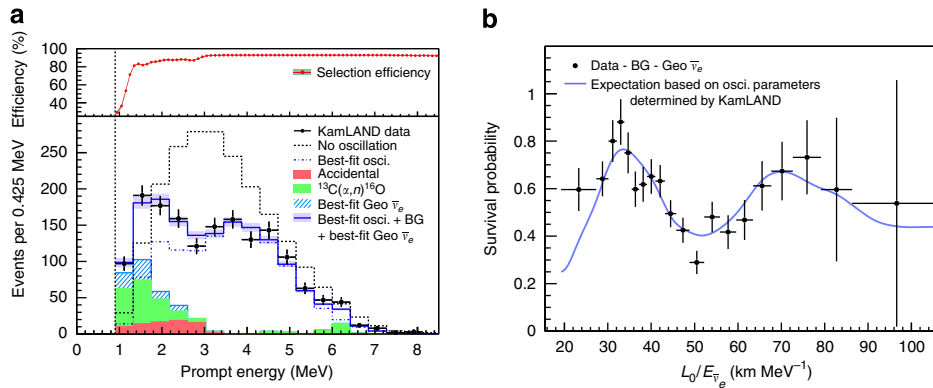 a
Efficiency (%)
100
80
60
40
Selection efficiency
Events per 0.425 MeV
250
200
150
100
50
0
KamLAND data
No oscillation
Best-fit osci.
Accidental
¹³C(α,n)¹⁶O
Best-fit Geo ν̅ₑ
Best-fit osci. + BG
+ best-fit Geo ν̅ₑ
0 1 2 3 4 5 6 7 8
Prompt energy (MeV)
b
Data - BG - Geo ν̅ₑ
Expectation based on osci. parameters
determined by KamLAND
Survival probability
1
0.8
0.6
0.4
0.2
0
20 30 40 50 60 70 80 90 100
L₀/E_ν̅ₑ (km MeV⁻¹)